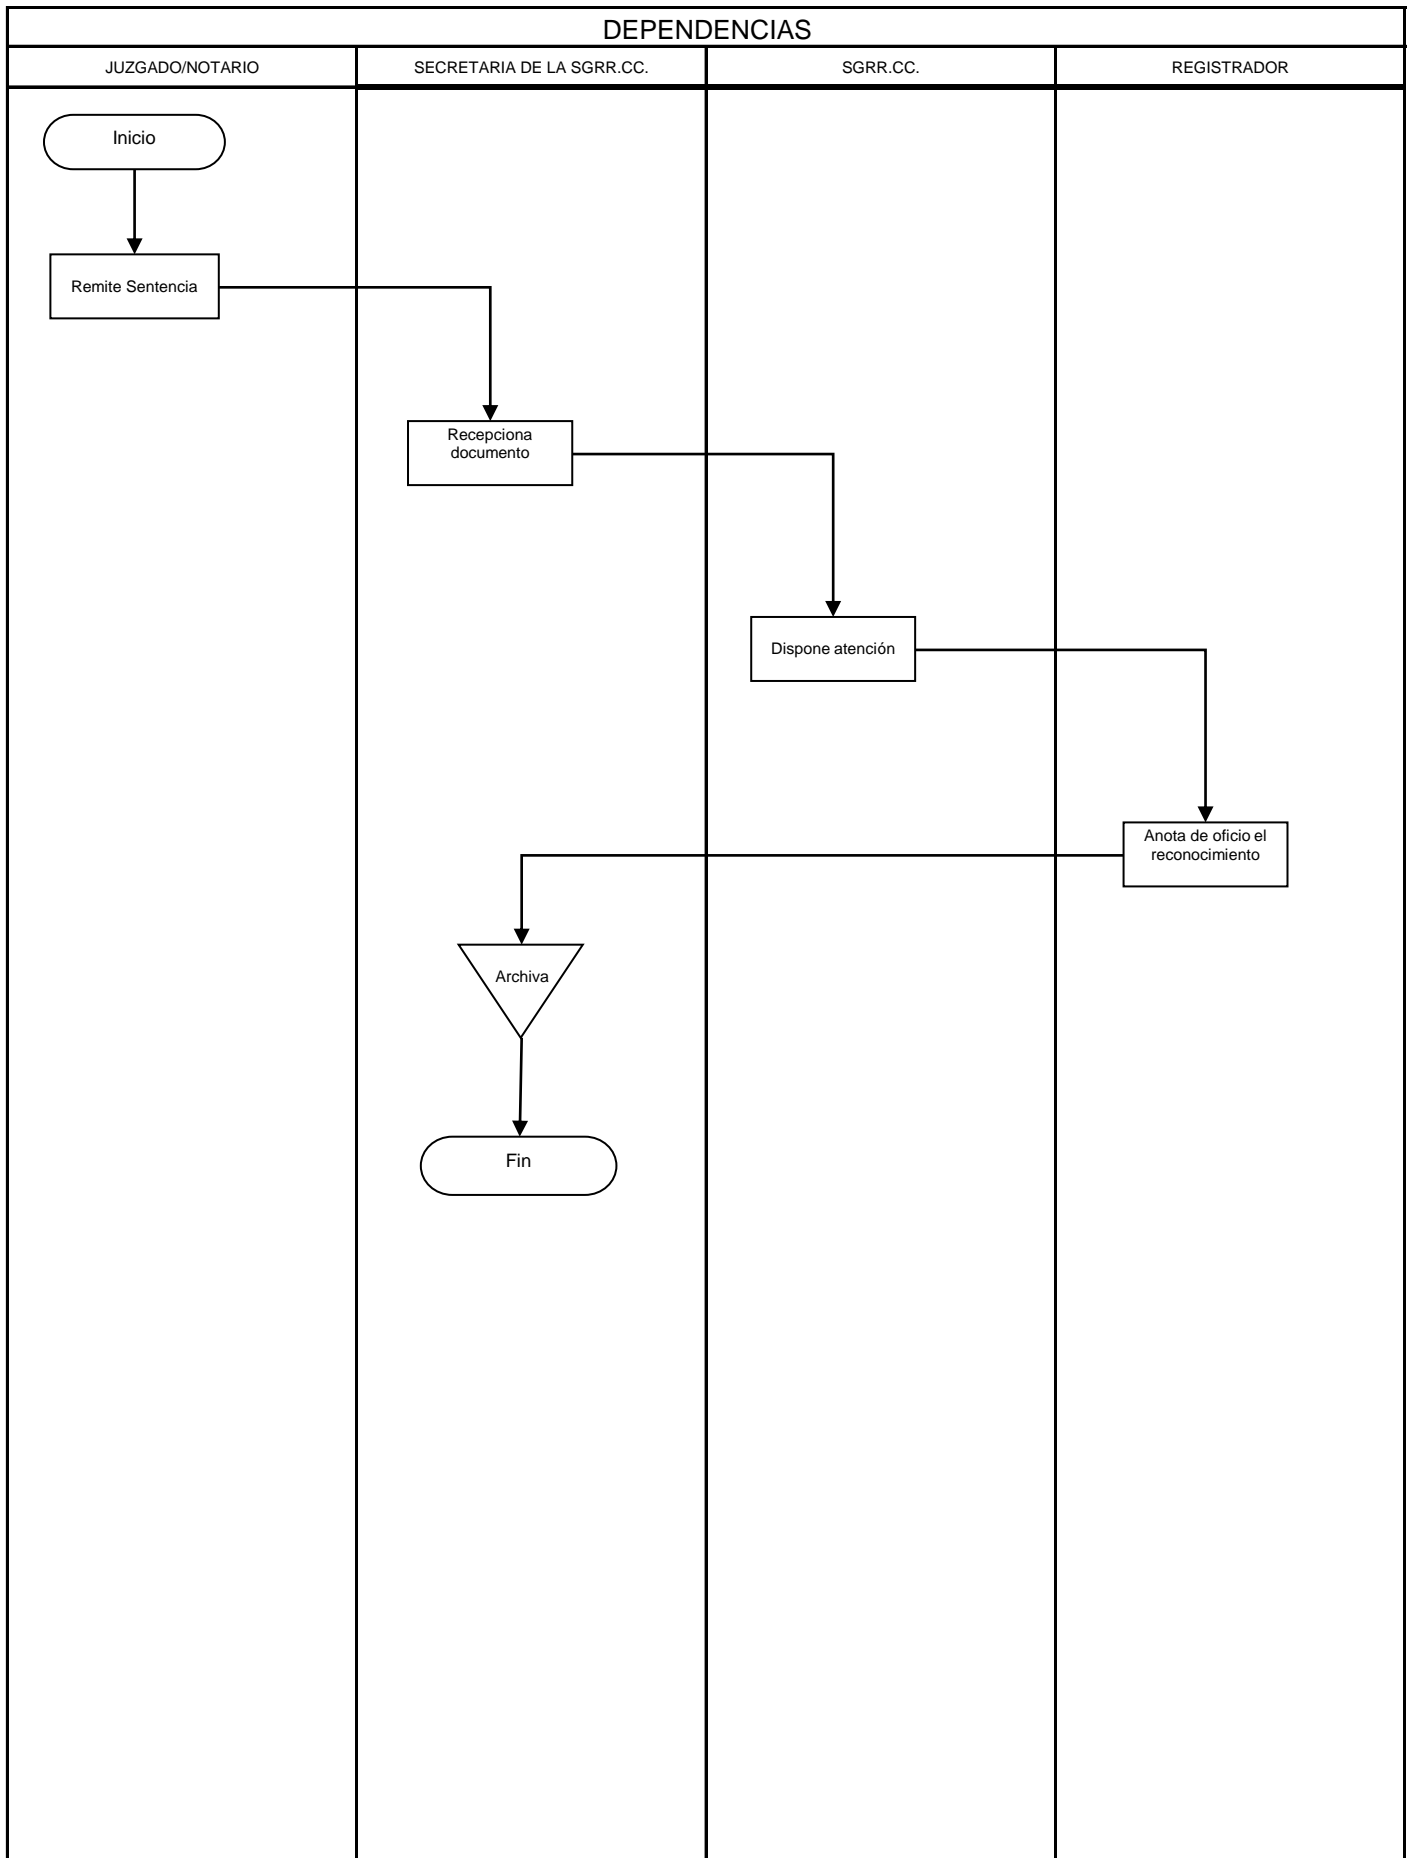 DEPENDENCIAS
JUZGADO/NOTARIO
SECRETARIA DE LA SGRR.CC.
SGRR.CC.
REGISTRADOR
Inicio
Remite Sentencia
Recepciona
documento
Dispone atención
Anota de oficio el
reconocimiento
Archiva
Fin